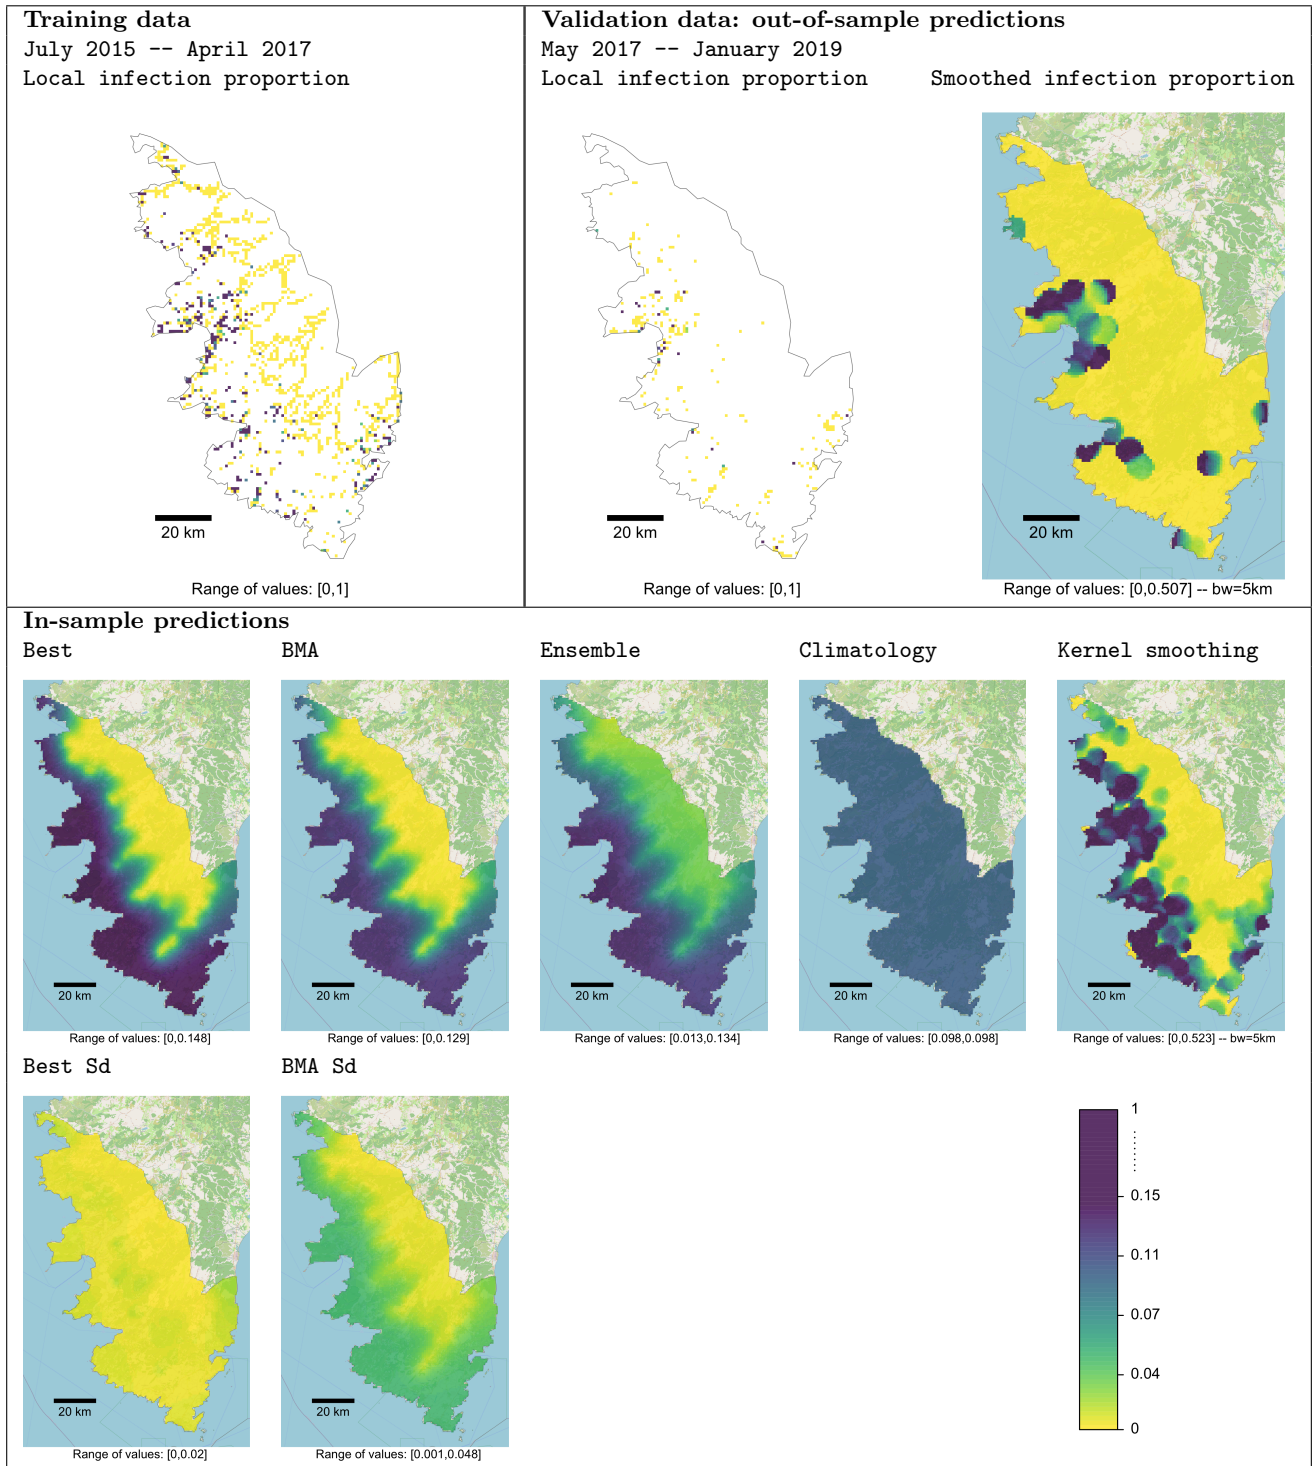 Training data
July 2015 -- April 2017
Local infection proportion
20 km
Range of values: [0,1]
Validation data: out-of-sample predictions
May 2017 -- January 2019
Local infection proportion
Smoothed infection proportion
20 km
20 km
Range of values: [0,1]
Range of values: [0,0.507] -- bw=5km
In-sample predictions
Best
BMA
Ensemble
Climatology
Kernel smoothing
20 km
20 km
20 km
20 km
20 km
Range of values: [0,0.148]
Range of values: [0,0.129]
Range of values: [0.013,0.134]
Range of values: [0.098,0.098]
Range of values: [0,0.523] -- bw=5km
Best Sd
BMA Sd
20 km
20 km
Range of values: [0,0.02]
Range of values: [0.001,0.048]
1
0.15
0.11
0.07
0.04
0